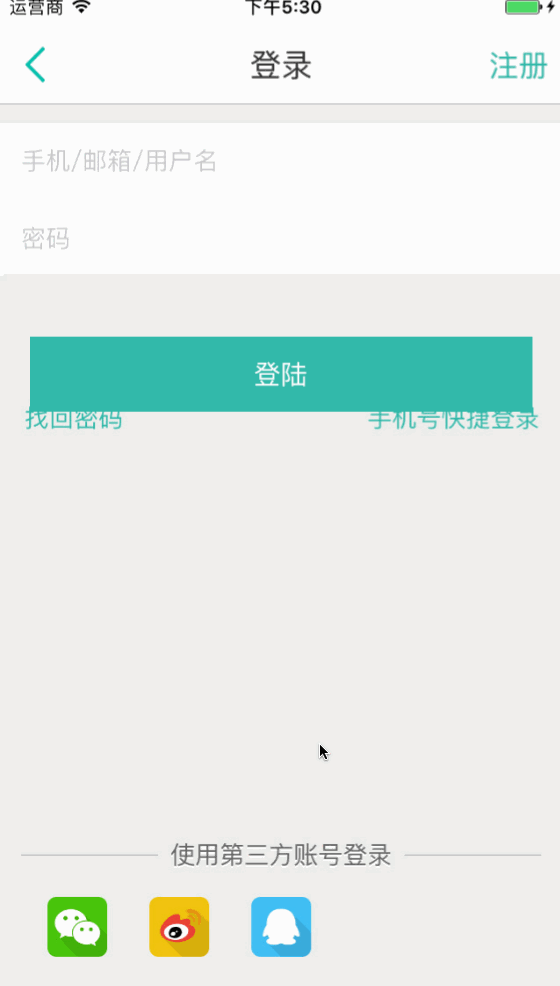 运营商 下午5:30
登录 注册
手机/邮箱/用户名
密码
登陆
找回密码 手机号快捷登录
使用第三方账号登录